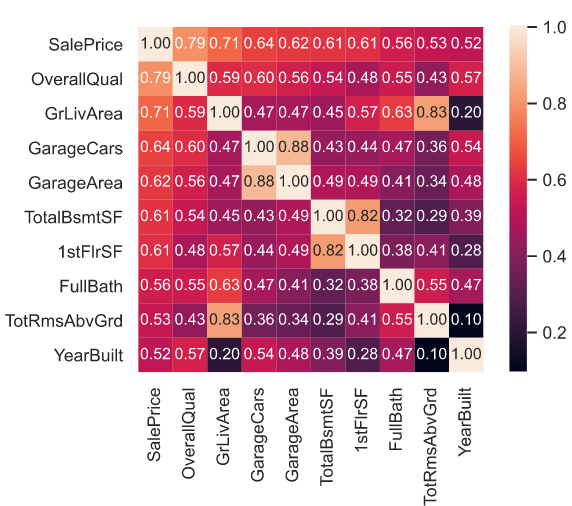 SalePrice 1.00 0.79 0.71 0.64 0.62 0.61 0.61 0.56 0.53 0.52
OverallQual 0.79 1.00 0.59 0.60 0.56 0.54 0.48 0.55 0.43 0.57
GrLivArea 0.71 0.59 1.00 0.47 0.47 0.45 0.57 0.63 0.83 0.20
GarageCars 0.64 0.60 0.47 1.00 0.88 0.43 0.44 0.47 0.36 0.54
GarageArea 0.62 0.56 0.47 0.88 1.00 0.49 0.49 0.41 0.34 0.48
TotalBsmtSF 0.61 0.54 0.45 0.43 0.49 1.00 0.82 0.32 0.29 0.39
1stFlrSF 0.61 0.48 0.57 0.44 0.49 0.82 1.00 0.38 0.41 0.28
FullBath 0.56 0.55 0.63 0.47 0.41 0.32 0.38 1.00 0.55 0.47
TotRmsAbvGrd 0.53 0.43 0.83 0.36 0.34 0.29 0.41 0.55 1.00 0.10
YearBuilt 0.52 0.57 0.20 0.54 0.48 0.39 0.28 0.47 0.10 1.00
SalePrice
OverallQual
GrLivArea
GarageCars
GarageArea
TotalBsmtSF
1stFlrSF
FullBath
TotRmsAbvGrd
YearBuilt
1.0
0.8
0.6
0.4
0.2